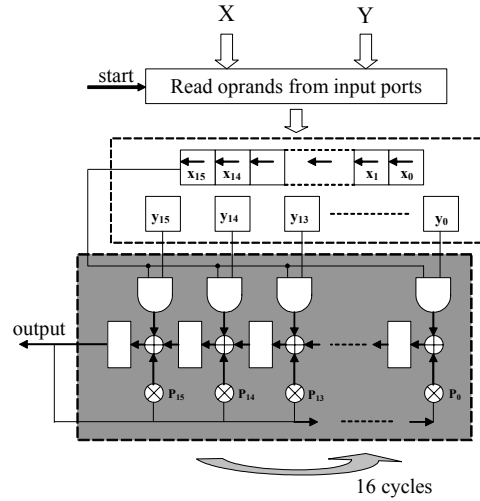 X Y
start
Read oprands from input ports
x15 x14 x1 x0
y15 y14 y13 y0
output
P15 P14 P13 P0
16 cycles